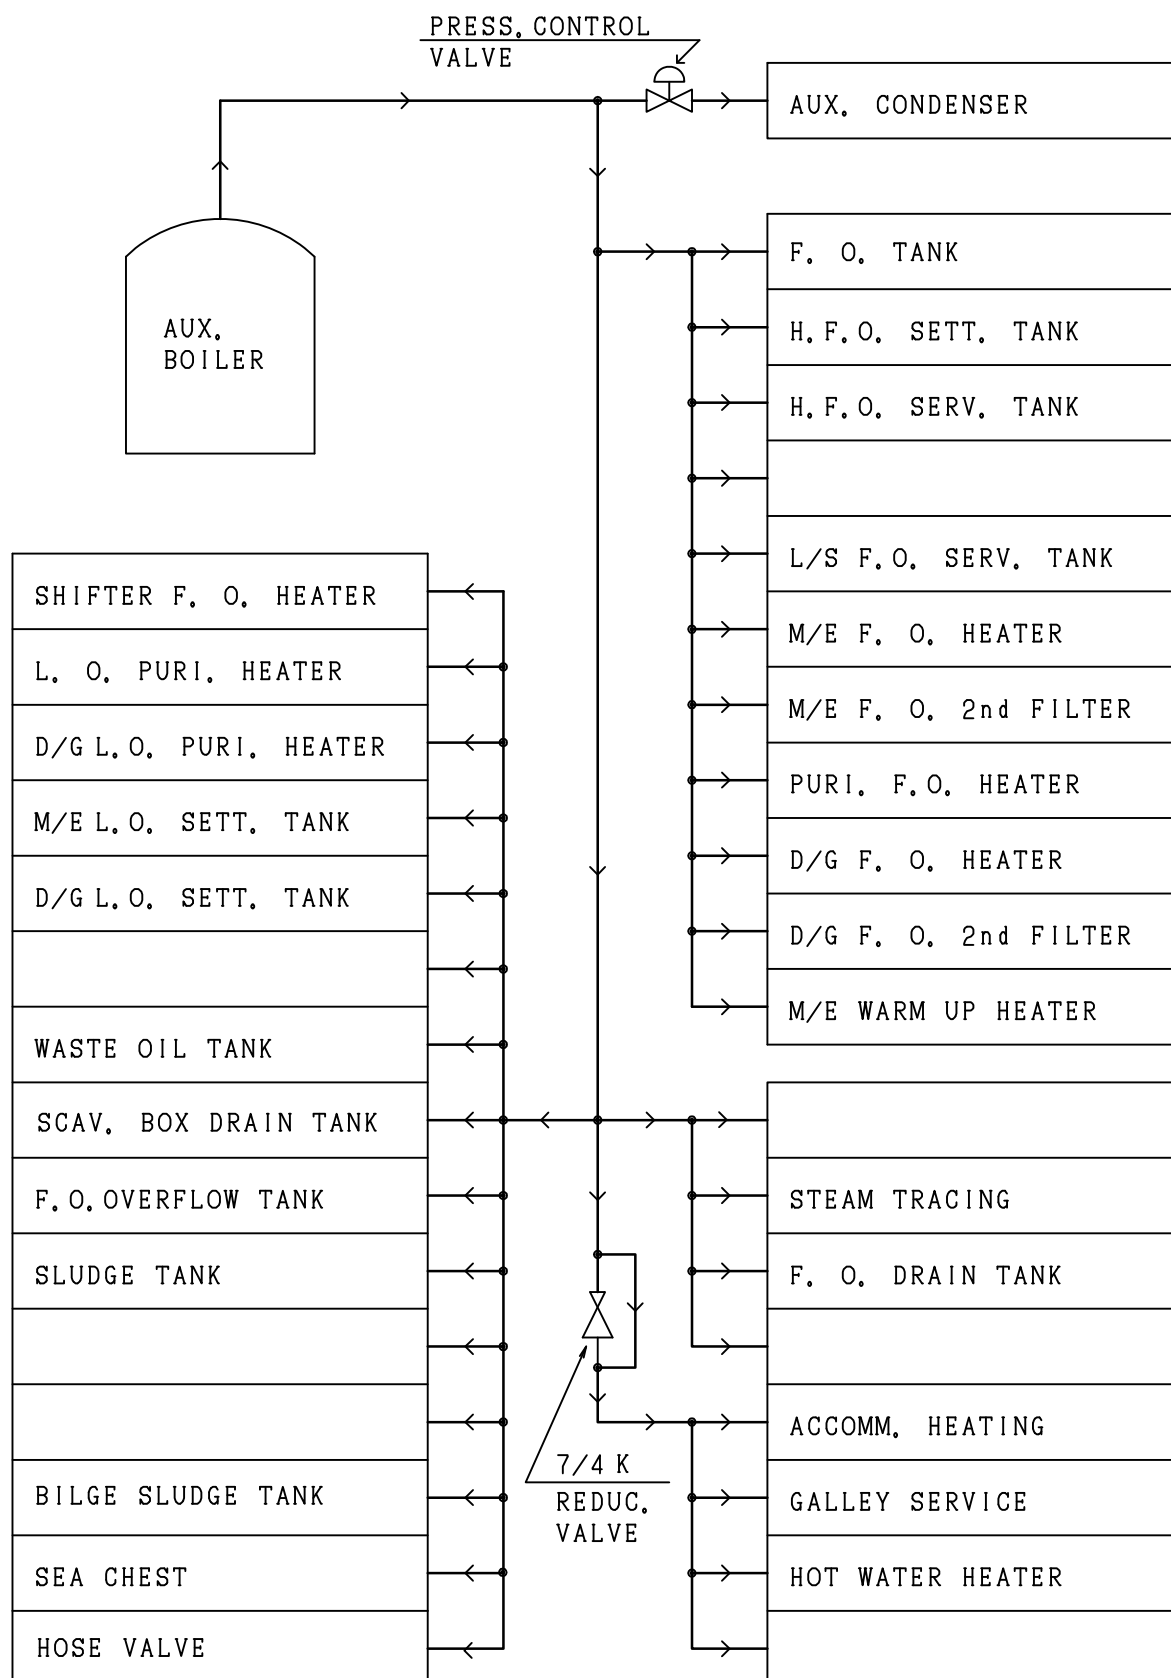 PRESS. CONTROL
VALVE
AUX. CONDENSER
AUX.
BOILER
F. O. TANK
H.F.O. SETT. TANK
H.F.O. SERV. TANK
L/S F.O. SERV. TANK
M/E F. O. HEATER
M/E F. O. 2nd FILTER
PURI. F.O. HEATER
D/G F. O. HEATER
D/G F. O. 2nd FILTER
M/E WARM UP HEATER
SHIFTER F. O. HEATER
L. O. PURI. HEATER
D/G L.O. PURI. HEATER
M/E L.O. SETT. TANK
D/G L.O. SETT. TANK
WASTE OIL TANK
SCAV. BOX DRAIN TANK
F.O.OVERFLOW TANK
SLUDGE TANK
BILGE SLUDGE TANK
SEA CHEST
HOSE VALVE
7/4 K
REDUC.
VALVE
STEAM TRACING
F. O. DRAIN TANK
ACCOMM. HEATING
GALLEY SERVICE
HOT WATER HEATER